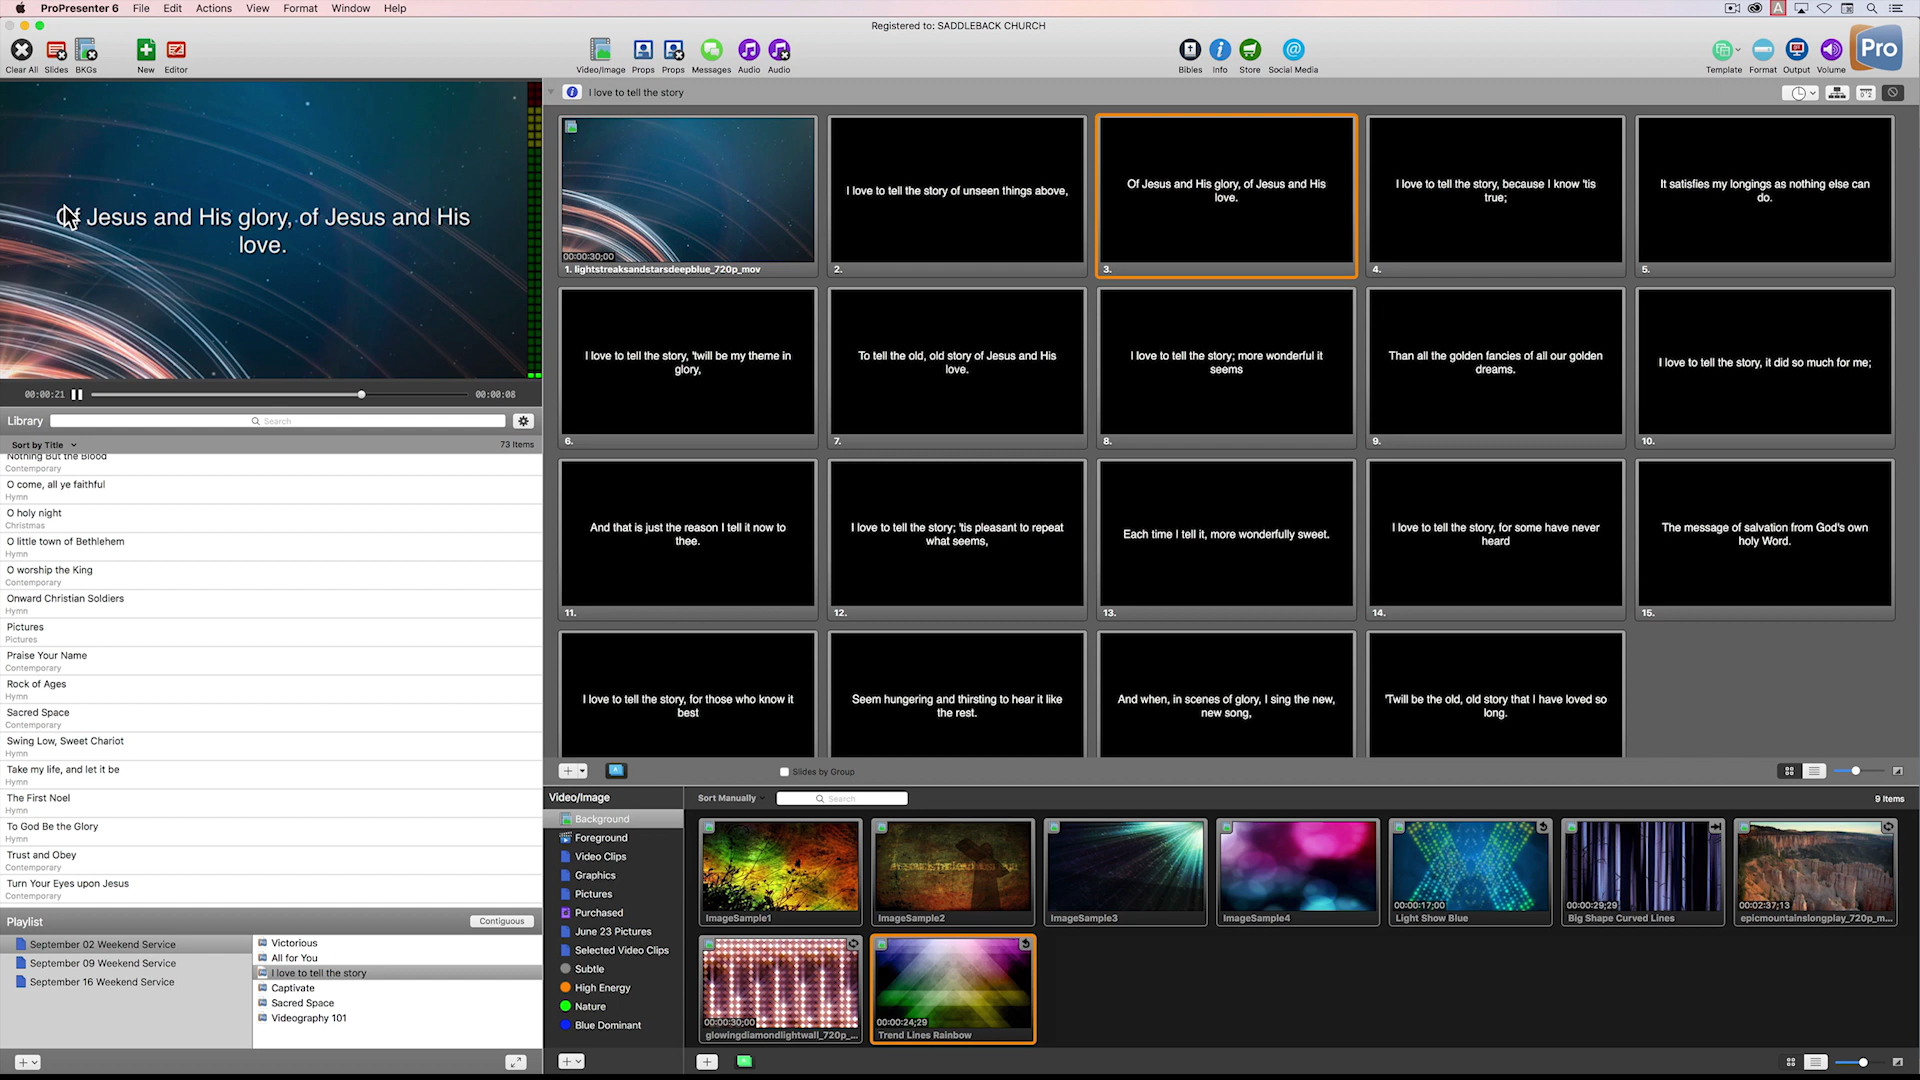 ProPresenter 6 File Edit Actions View Format Window Help
Registered to: SADDLEBACK CHURCH
Clear All Slides BKGs New Editor Video/Image Props Props Messages Audio Audio Bibles Info Store Social Media Template Format Output Volume Pro
I love to tell the story
Of Jesus and His glory, of Jesus and His
love.
00:00:21
00:00:08
00:00:30;00
1. lightstreaksandstarsdeepblue_720p_mov
I love to tell the story of unseen things above,
2.
Of Jesus and His glory, of Jesus and His
love.
3.
I love to tell the story, because I know 'tis
true;
4.
It satisfies my longings as nothing else can
do.
5.
I love to tell the story, 'twill be my theme in
glory,
6.
To tell the old, old story of Jesus and His
love.
7.
I love to tell the story; more wonderful it
seems
8.
Than all the golden fancies of all our golden
dreams.
9.
I love to tell the story, it did so much for me;
10.
And that is just the reason I tell it now to
thee.
11.
I love to tell the story; 'tis pleasant to repeat
what seems,
12.
Each time I tell it, more wonderfully sweet.
13.
I love to tell the story, for some have never
heard
14.
The message of salvation from God's own
holy Word.
15.
I love to tell the story, for those who know it
best
Seem hungering and thirsting to hear it like
the rest.
And when, in scenes of glory, I sing the new,
new song,
'Twill be the old, old story that I have loved so
long.
Slides by Group
Library Search
Sort by Title 73 Items
Nothing But the Blood
Contemporary
O come, all ye faithful
Hymn
O holy night
Christmas
O little town of Bethlehem
Hymn
O worship the King
Contemporary
Onward Christian Soldiers
Hymn
Pictures
Pictures
Praise Your Name
Contemporary
Rock of Ages
Hymn
Sacred Space
Contemporary
Swing Low, Sweet Chariot
Hymn
Take my life, and let it be
Hymn
The First Noel
Hymn
To God Be the Glory
Contemporary
Trust and Obey
Contemporary
Turn Your Eyes upon Jesus
Contemporary
Playlist Contiguous
September 02 Weekend Service
September 09 Weekend Service
September 16 Weekend Service
Victorious
All for You
I love to tell the story
Captivate
Sacred Space
Videography 101
Video/Image
Background
Foreground
Video Clips
Graphics
Pictures
Purchased
June 23 Pictures
Selected Video Clips
Subtle
High Energy
Nature
Blue Dominant
Sort Manually Search 9 Items
ImageSample1
ImageSample2
ImageSample3
ImageSample4
00:00:17;00
Light Show Blue
00:00:29;29
Big Shape Curved Lines
00:02:37;13
epicmountainslongplay_720p_m...
00:00:30;00
glowingdiamondlightwall_720p_...
00:00:24;29
Trend Lines Rainbow